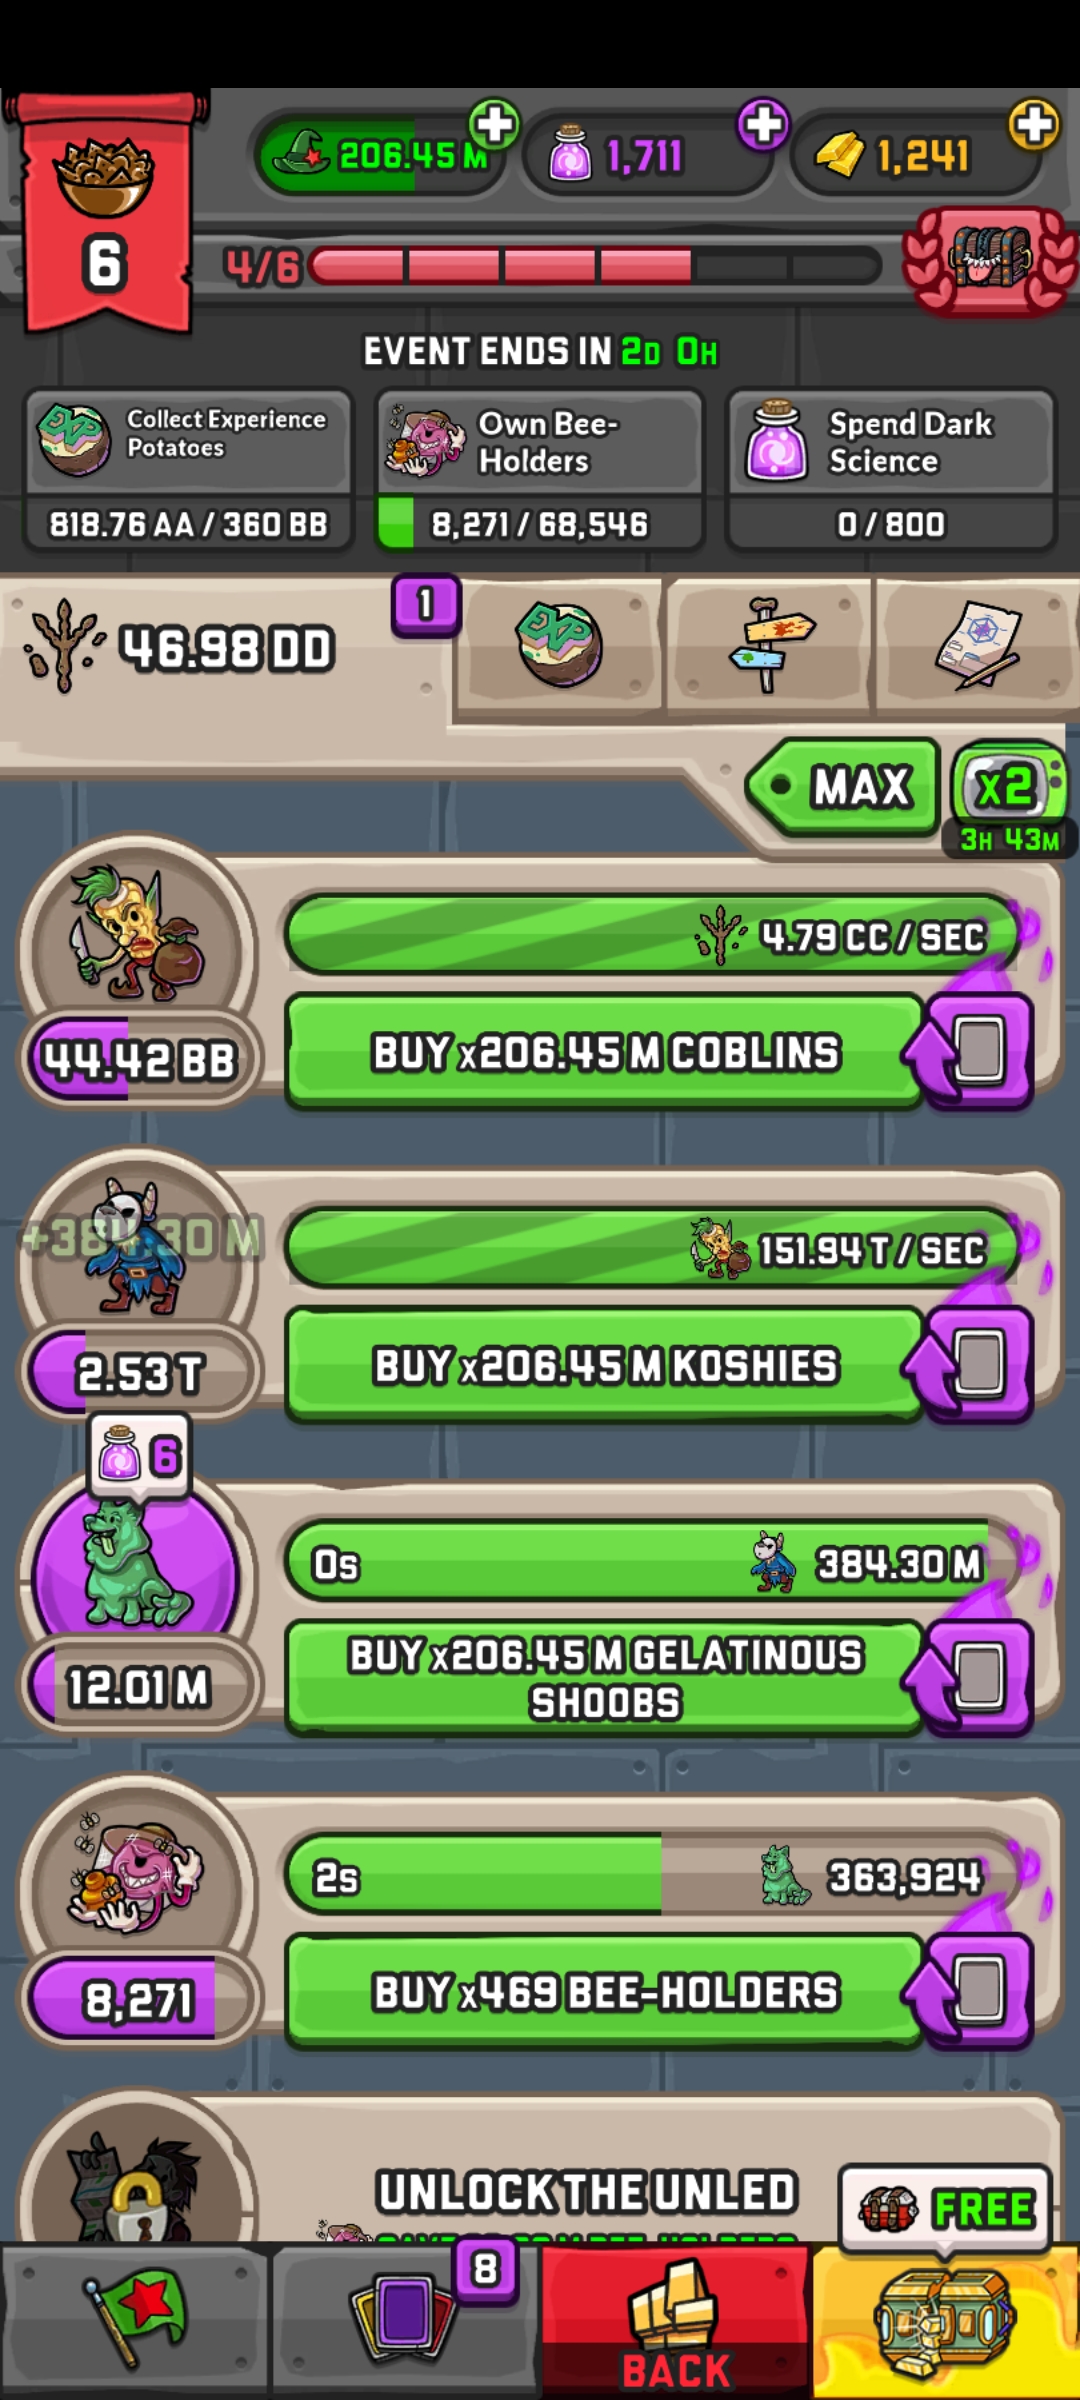 206.45 M
1,711
1,241
6
4/6
EVENT ENDS IN 2D 0H
Collect Experience
Potatoes
818.76 AA / 360 BB
Own Bee-
Holders
8,271 / 68,546
Spend Dark
Science
0 / 800
46.98 DD
1
EXP
MAX
x2
3H 43M
4.79 CC / SEC
44.42 BB
BUY x206.45 M COBLINS
+384.30 M
151.94 T / SEC
2.53 T
BUY x206.45 M KOSHIES
6
0s
384.30 M
12.01 M
BUY x206.45 M GELATINOUS
SHOOBS
2s
363,924
8,271
BUY x469 BEE-HOLDERS
UNLOCK THE UNLED
FREE
8
BACK